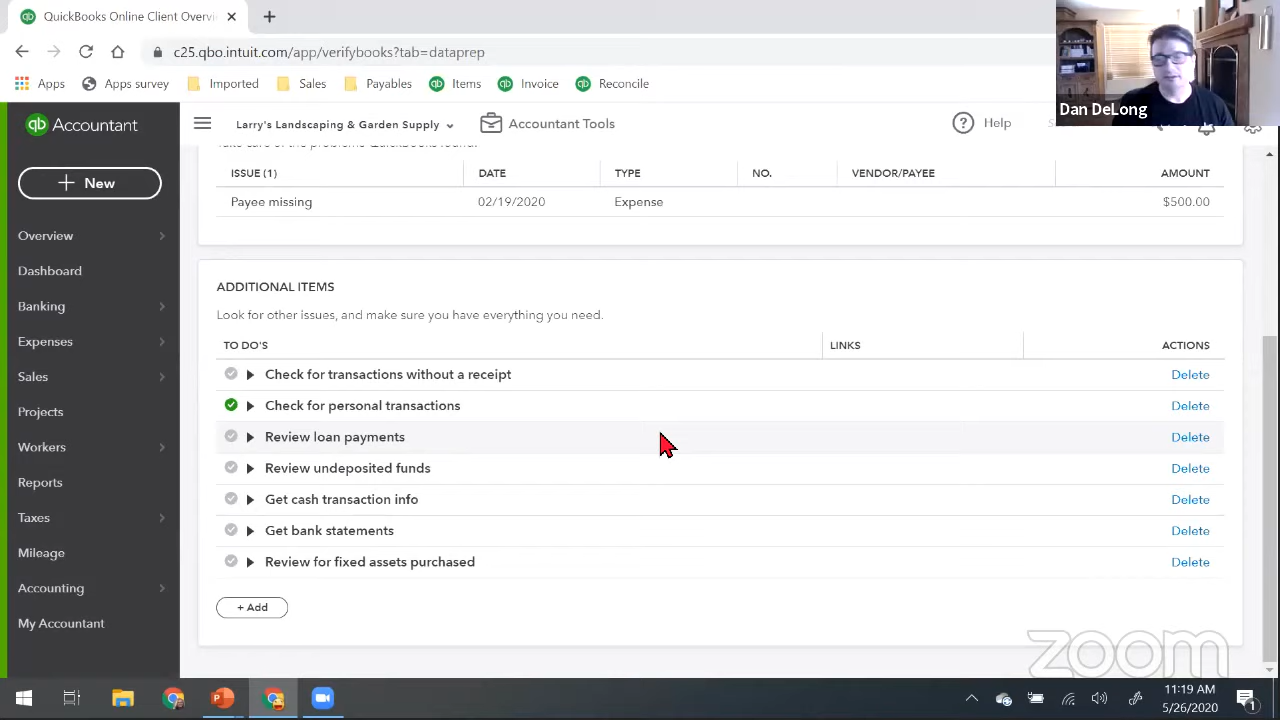 QuickBooks Online Client Overvi
c25.qbo.intuit.com/app/
Apps
Apps survey
Imported
Sales
Payables
Items
Invoice
Reconcile
Dan DeLong
Accountant
Larry's Landscaping & Garden Supply
Accountant Tools
Help
New
Overview
Dashboard
Banking
Expenses
Sales
Projects
Workers
Reports
Taxes
Mileage
Accounting
My Accountant
ISSUE (1) DATE TYPE NO. VENDOR/PAYEE AMOUNT
Payee missing 02/19/2020 Expense $500.00
ADDITIONAL ITEMS
Look for other issues, and make sure you have everything you need.
TO DO'S LINKS ACTIONS
Check for transactions without a receipt Delete
Check for personal transactions Delete
Review loan payments Delete
Review undeposited funds Delete
Get cash transaction info Delete
Get bank statements Delete
Review for fixed assets purchased Delete
+ Add
zoom
11:19 AM
5/26/2020
1